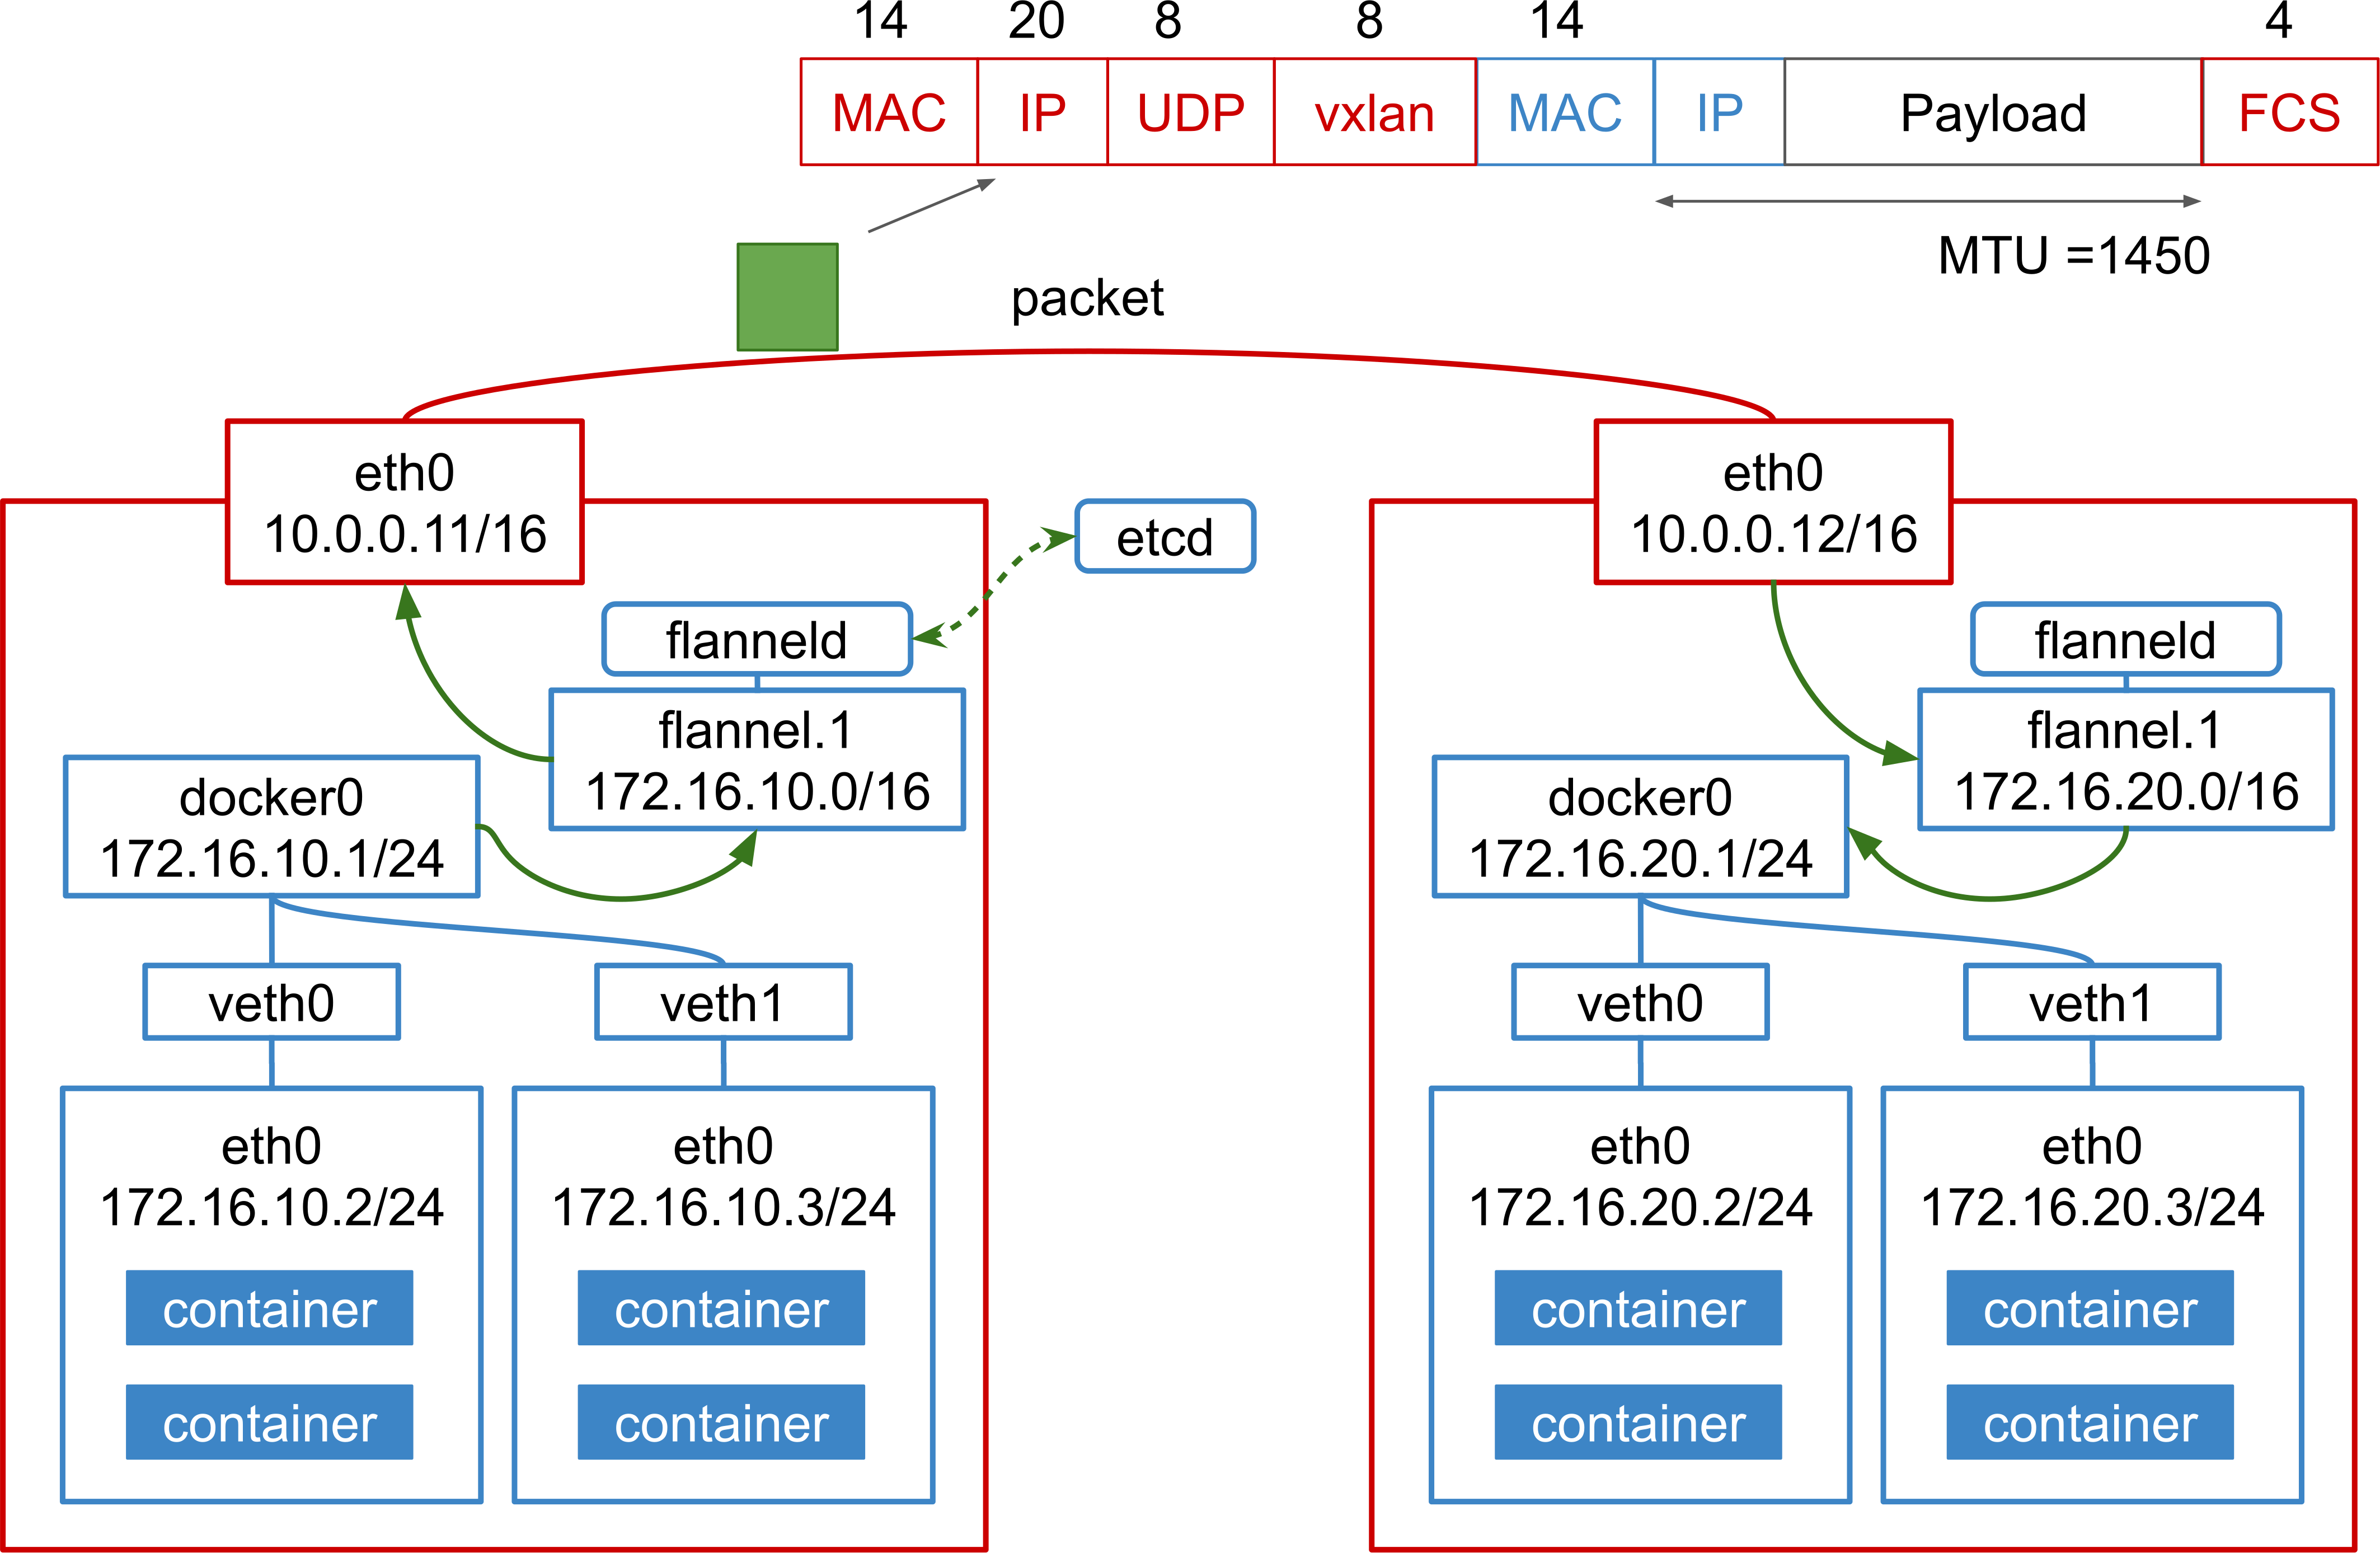 14 20 8 8 14 4
MAC IP UDP vxlan MAC IP Payload FCS
MTU =1450
packet
eth0
10.0.0.11/16
etcd
flanneld
flannel.1
172.16.10.0/16
docker0
172.16.10.1/24
veth0
veth1
eth0
172.16.10.2/24
container
container
eth0
172.16.10.3/24
container
container
eth0
10.0.0.12/16
flanneld
flannel.1
172.16.20.0/16
docker0
172.16.20.1/24
veth0
veth1
eth0
172.16.20.2/24
container
container
eth0
172.16.20.3/24
container
container